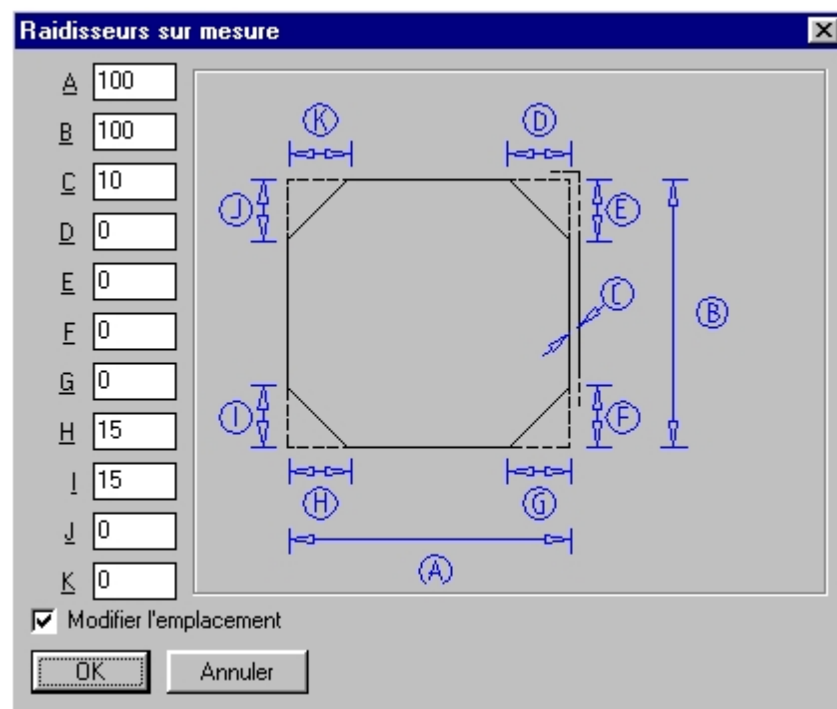 Raidisseurs sur mesure
A 100
B 100
C 10
D 0
E 0
F 0
G 0
H 15
I 15
J 0
K 0
K D
J E
C
B
I F
H G
A
Modifier l'emplacement
OK Annuler